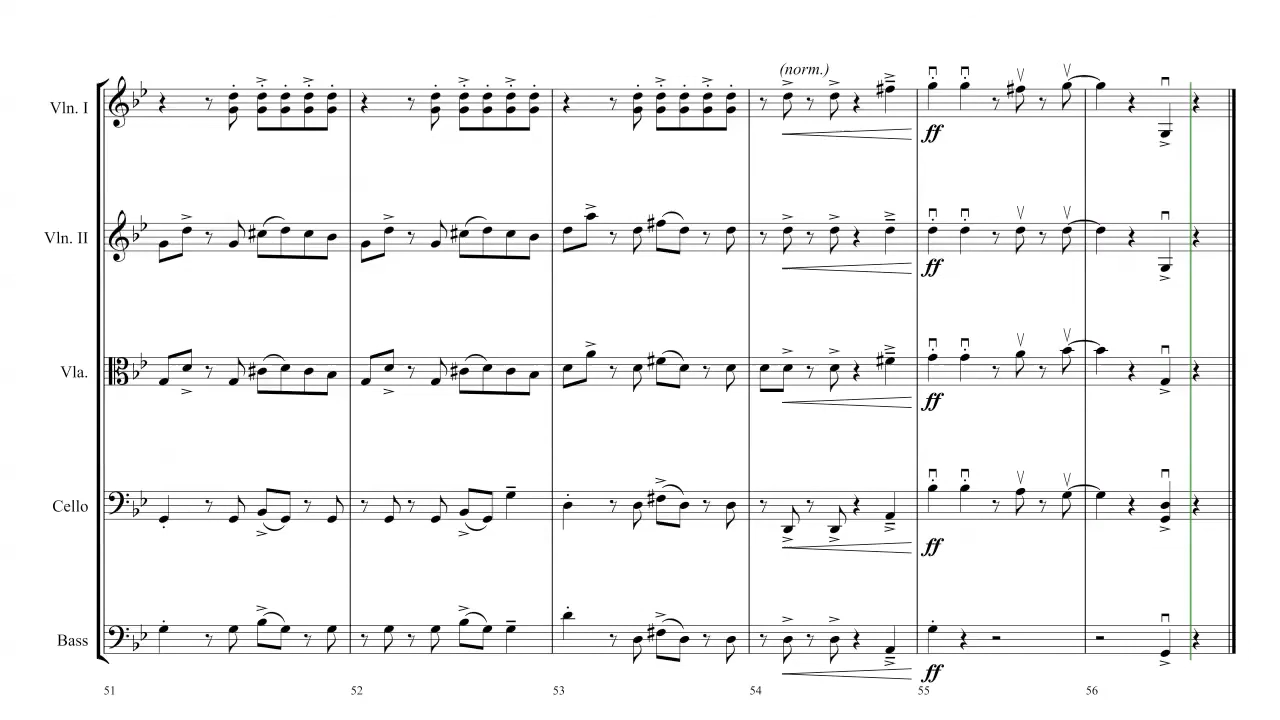 (norm.)
Vln. I
ff
Vln. II
ff
Vla.
ff
Cello
ff
Bass
ff
51 52 53 54 55 56